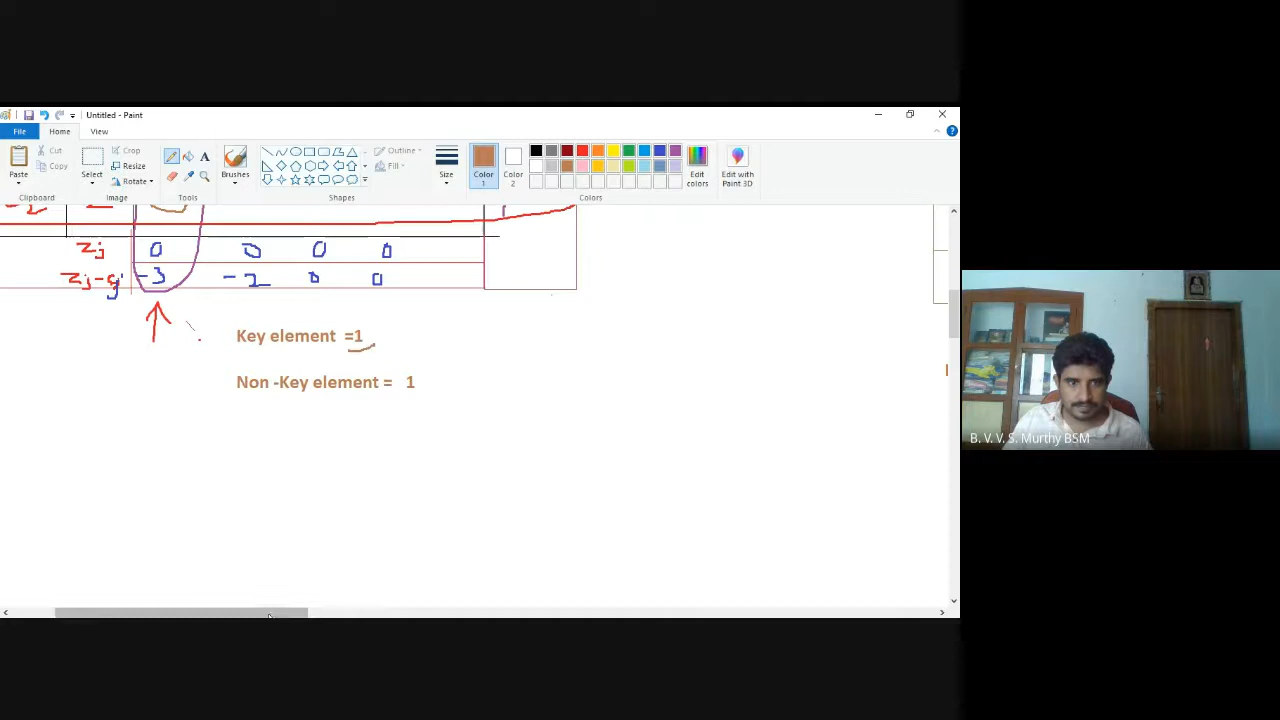 Untitled - Paint
File Home View
Cut
Copy
Paste
Clipboard
Select
Crop
Resize
Rotate
Image
A
Tools
Brushes
Shapes
Outline
Fill
Size
Color 1
Color 2
Edit colors
Edit with Paint 3D
Colors
zj 0 0 0 0
zj-cj -3 -2 0 0
Key element =1
Non -Key element = 1
B. V. V. S. Murthy BSM